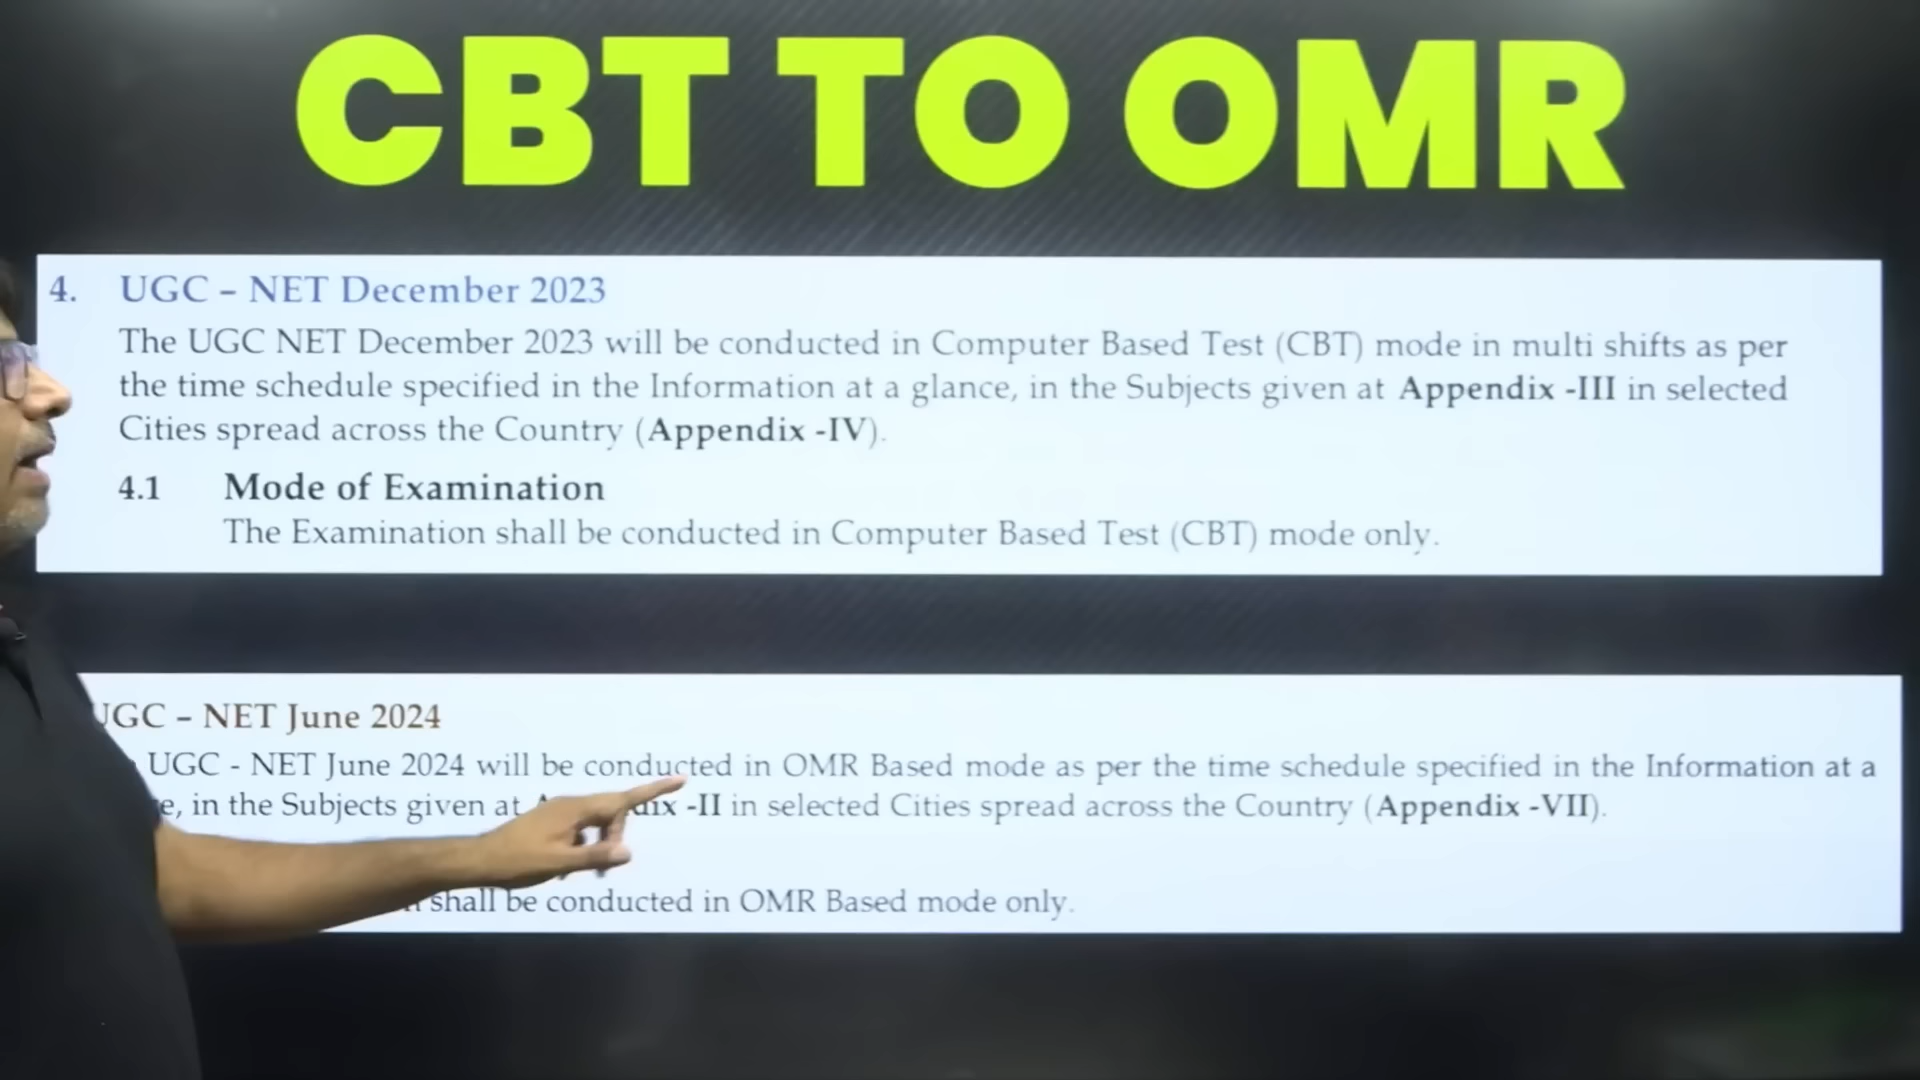 CBT TO OMR
4. UGC – NET December 2023
The UGC NET December 2023 will be conducted in Computer Based Test (CBT) mode in multi shifts as per
the time schedule specified in the Information at a glance, in the Subjects given at Appendix -III in selected
Cities spread across the Country (Appendix -IV).
4.1 Mode of Examination
The Examination shall be conducted in Computer Based Test (CBT) mode only.
UGC – NET June 2024
UGC - NET June 2024 will be conducted in OMR Based mode as per the time schedule specified in the Information at a
in the Subjects given at -II in selected Cities spread across the Country (Appendix -VII).
shall be conducted in OMR Based mode only.